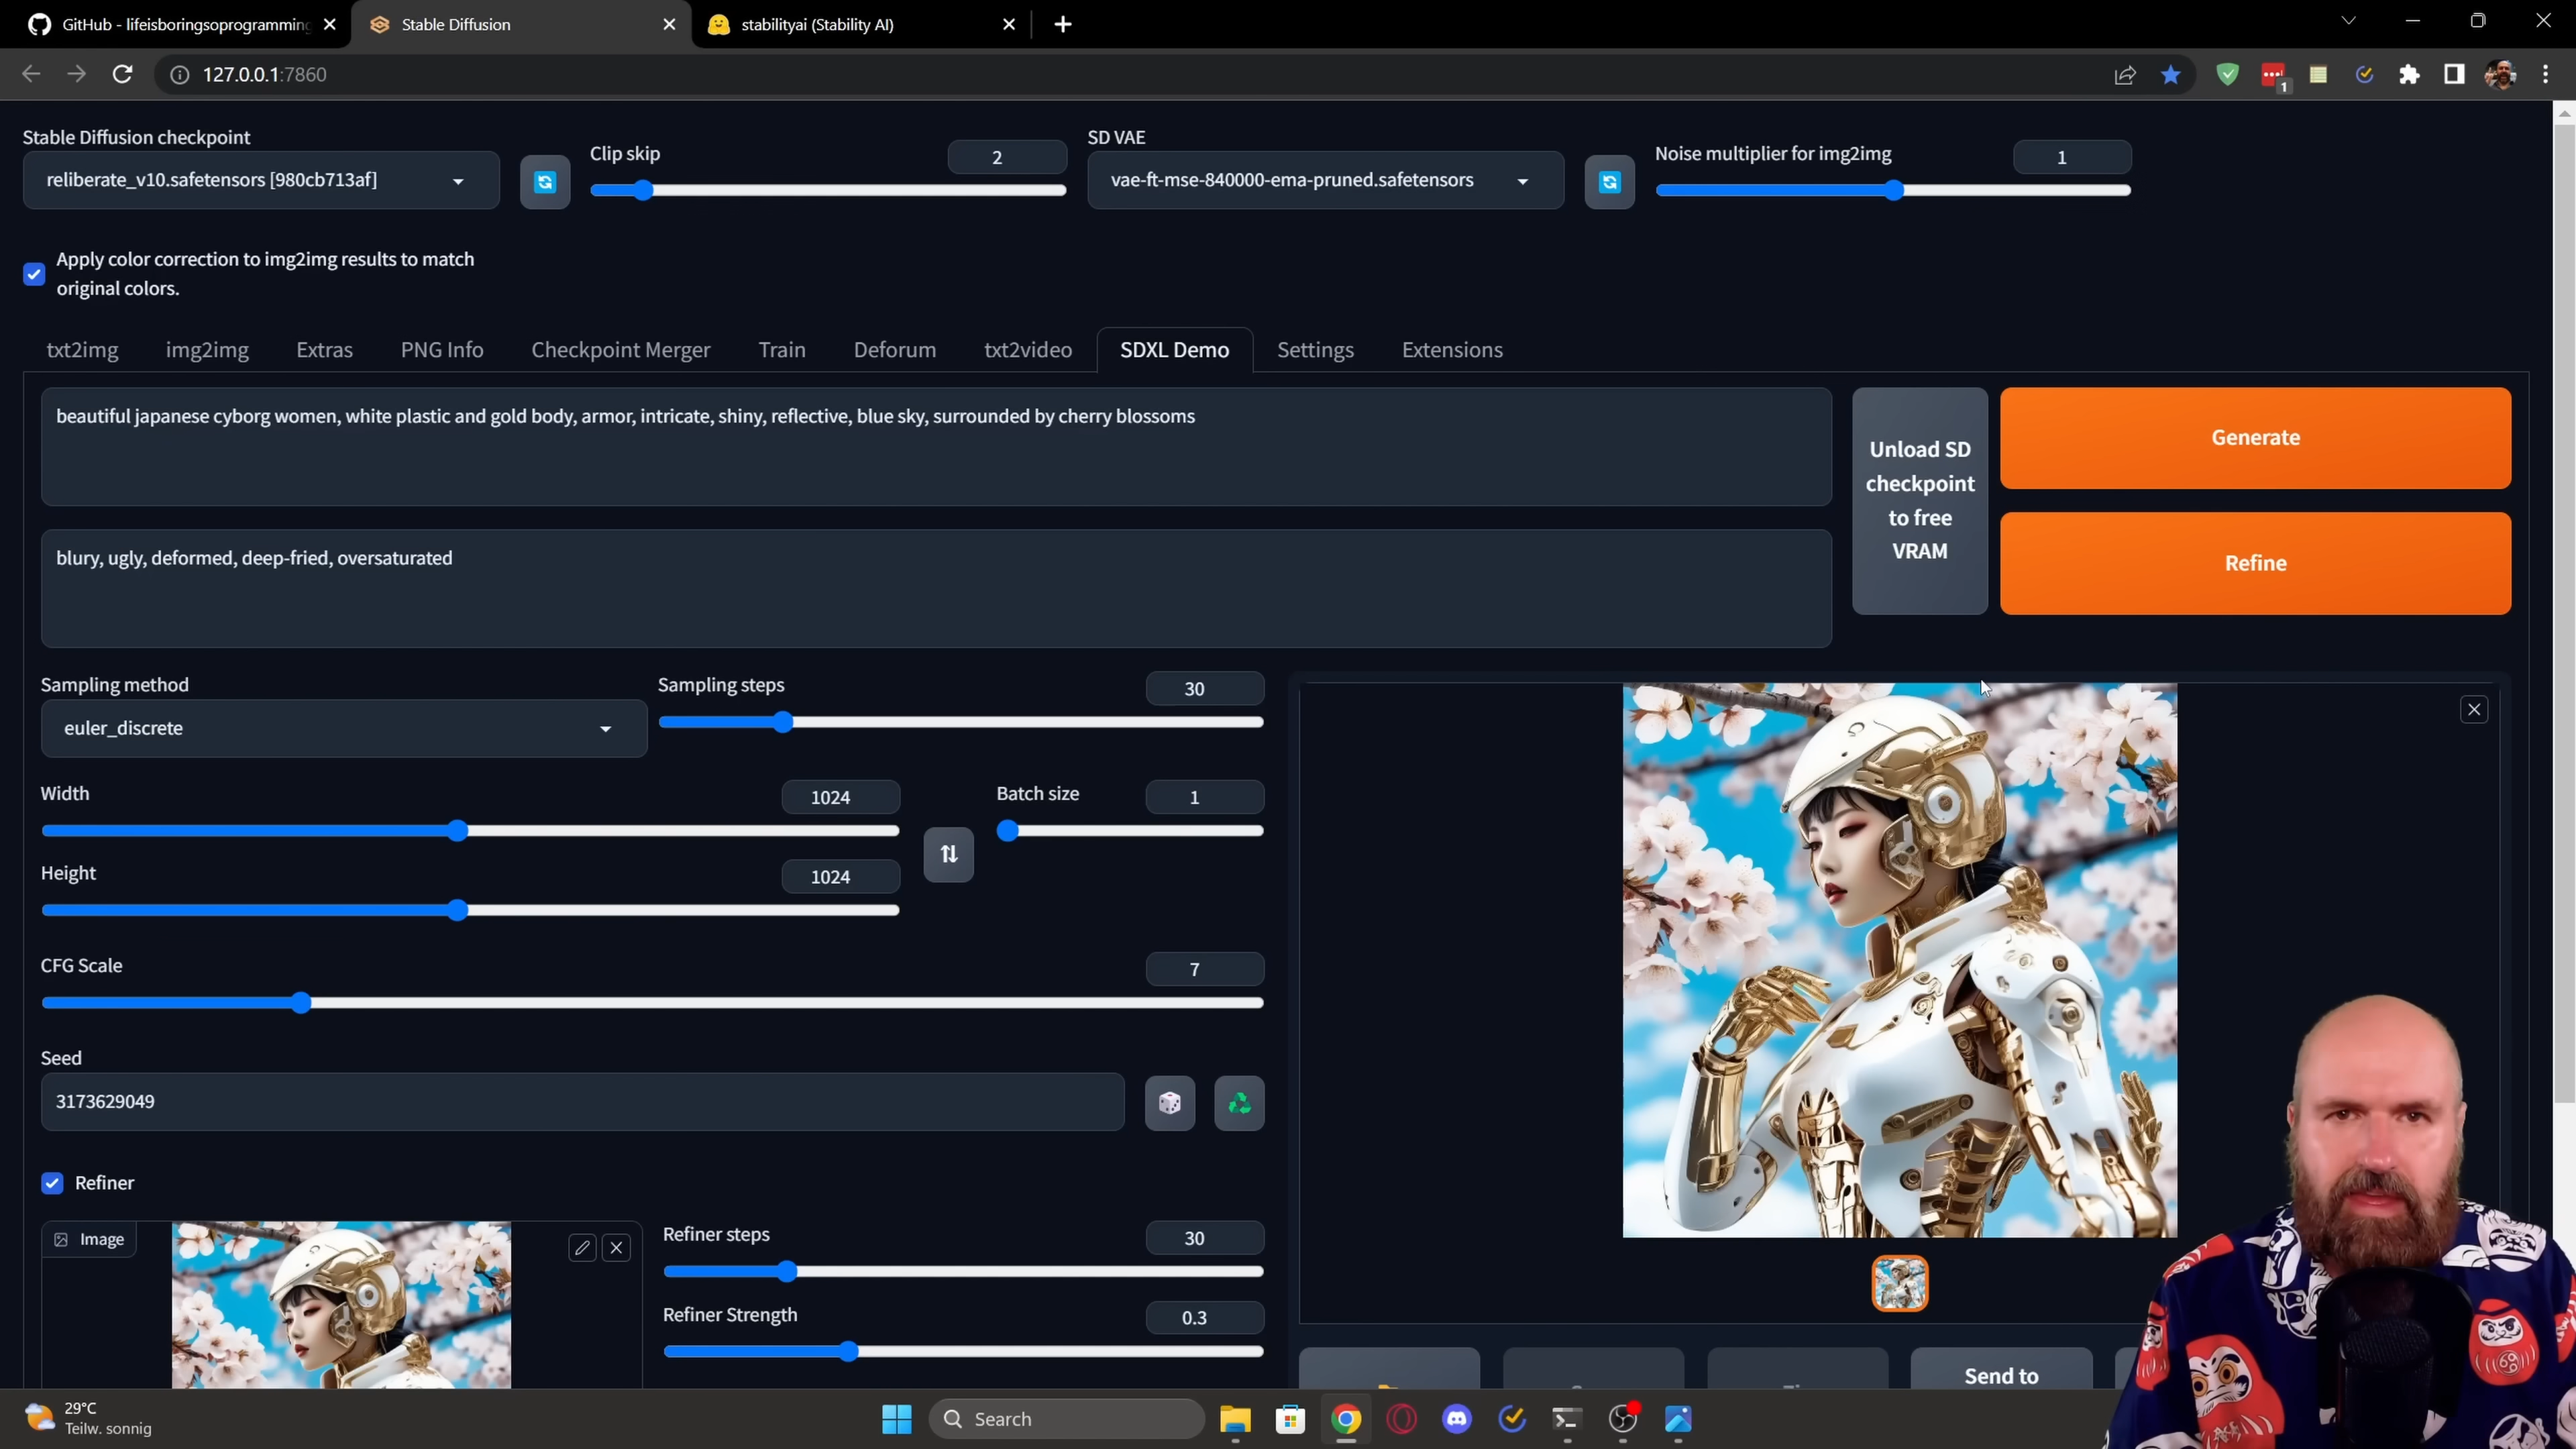 GitHub - lifeisboringsoprogramming
Stable Diffusion
stabilityai (Stability AI)
127.0.0.1:7860
1
Stable Diffusion checkpoint
reliberate_v10.safetensors [980cb713af]
Clip skip
2
SD VAE
vae-ft-mse-840000-ema-pruned.safetensors
Noise multiplier for img2img
1
Apply color correction to img2img results to match
original colors.
txt2img
img2img
Extras
PNG Info
Checkpoint Merger
Train
Deforum
txt2video
SDXL Demo
Settings
Extensions
beautiful japanese cyborg women, white plastic and gold body, armor, intricate, shiny, reflective, blue sky, surrounded by cherry blossoms
Unload SD
checkpoint
to free
VRAM
Generate
Refine
blury, ugly, deformed, deep-fried, oversaturated
Sampling method
euler_discrete
Sampling steps
30
Width
1024
Batch size
1
Height
1024
CFG Scale
7
Seed
3173629049
Refiner
Image
Refiner steps
30
Refiner Strength
0.3
Send to
29°C
Teilw. sonnig
Search